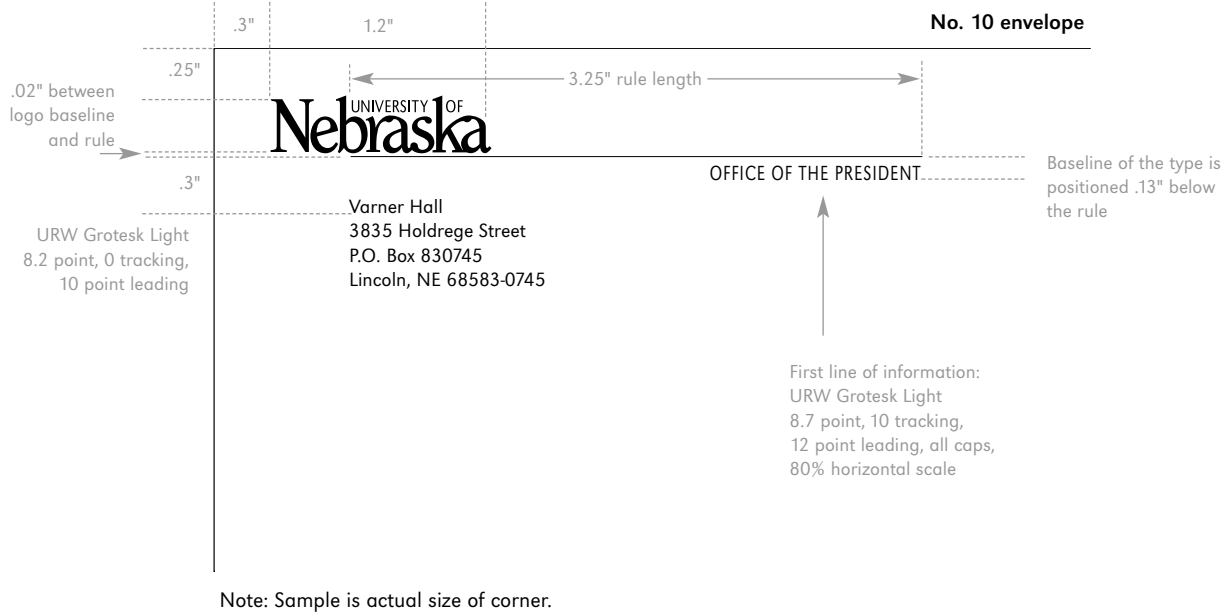 No. 10 envelope
.3"
1.2"
.25"
3.25" rule length
.02" between
logo baseline
and rule
UNIVERSITY OF
Nebraska
.3"
OFFICE OF THE PRESIDENT
Baseline of the type is
positioned .13" below
the rule
Varner Hall
3835 Holdrege Street
P.O. Box 830745
Lincoln, NE 68583-0745
URW Grotesk Light
8.2 point, 0 tracking,
10 point leading
First line of information:
URW Grotesk Light
8.7 point, 10 tracking,
12 point leading, all caps,
80% horizontal scale
Note: Sample is actual size of corner.